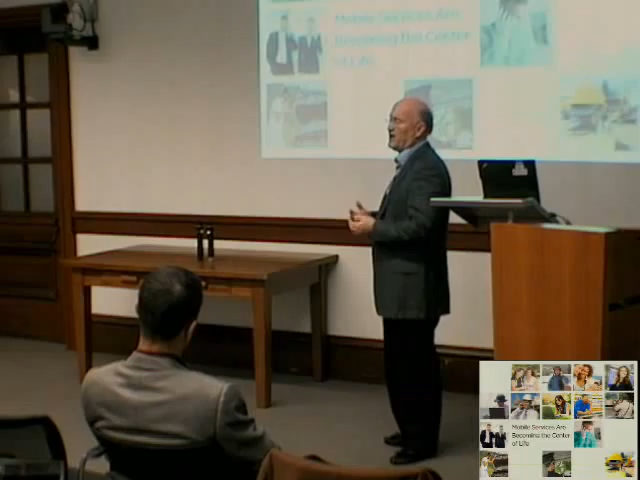 Mobile Services Are
Becoming the Center
of Life
Mobile Services Are
Becoming the Center
of Life